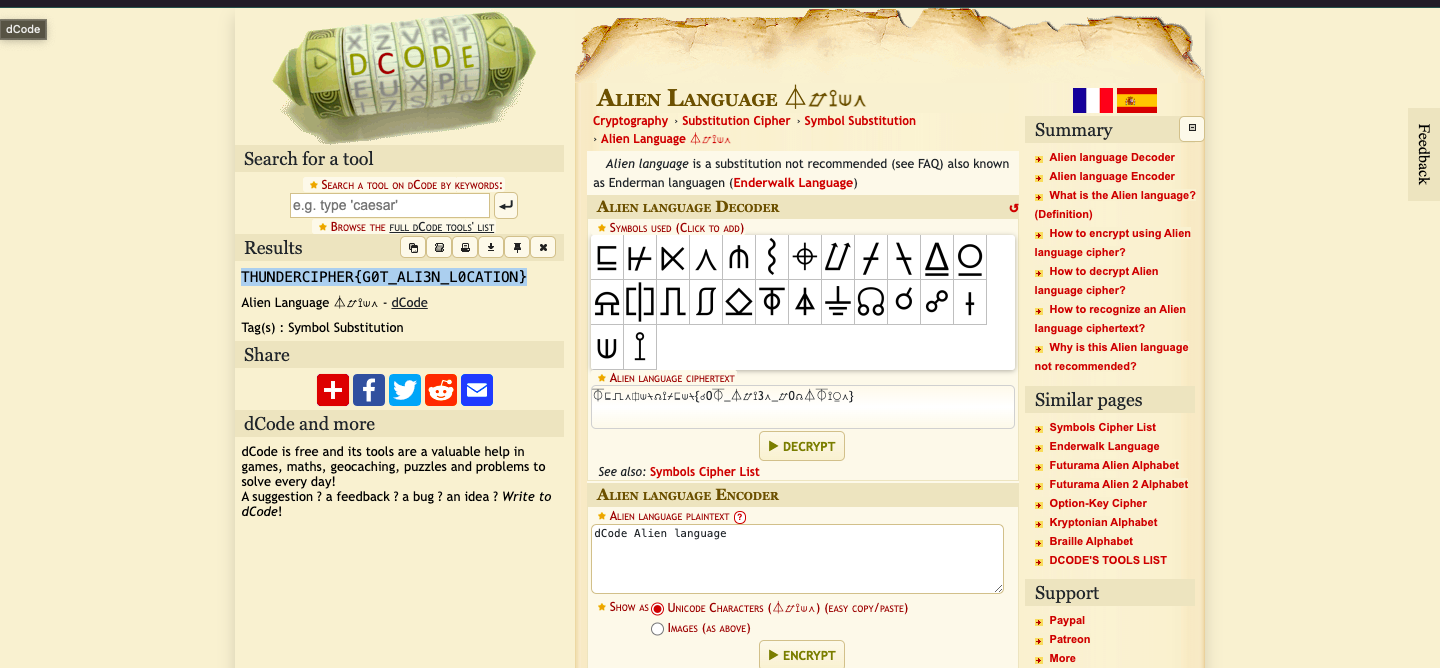 dCode
X Z V R T
D C O D E
E U X P L
Search for a tool
Search a tool on dCode by keywords:
e.g. type 'caesar'
Browse the full dCode tools' list
Results
THUNDERCIPHER{G0T_ALI3N_L0CATION}
Alien Language ⏃⏥⟟⟒⋏ - dCode
Tag(s) : Symbol Substitution
Share
dCode and more
dCode is free and its tools are a valuable help in
games, maths, geocaching, puzzles and problems to
solve every day!
A suggestion ? a feedback ? a bug ? an idea ? Write to
dCode!
Alien Language
Cryptography › Substitution Cipher › Symbol Substitution
› Alien Language
Alien language is a substitution not recommended (see FAQ) also known
as Enderman languagen (Enderwalk Language)
Alien language Decoder
Symbols used (Click to add)
Alien language ciphertext
▶ DECRYPT
See also: Symbols Cipher List
Alien language Encoder
Alien language plaintext ?
dCode Alien language
Show as Unicode Characters (easy copy/paste)
Images (as above)
▶ ENCRYPT
Summary
Alien language Decoder
Alien language Encoder
What is the Alien language?
(Definition)
How to encrypt using Alien
language cipher?
How to decrypt Alien
language cipher?
How to recognize an Alien
language ciphertext?
Why is this Alien language
not recommended?
Similar pages
Symbols Cipher List
Enderwalk Language
Futurama Alien Alphabet
Futurama Alien 2 Alphabet
Option-Key Cipher
Kryptonian Alphabet
Braille Alphabet
DCODE'S TOOLS LIST
Support
Paypal
Patreon
More
Feedback